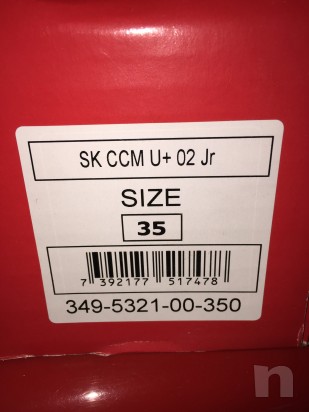 SK CCM U+ 02 Jr
SIZE
35
7 392177 517478
349-5321-00-350
n